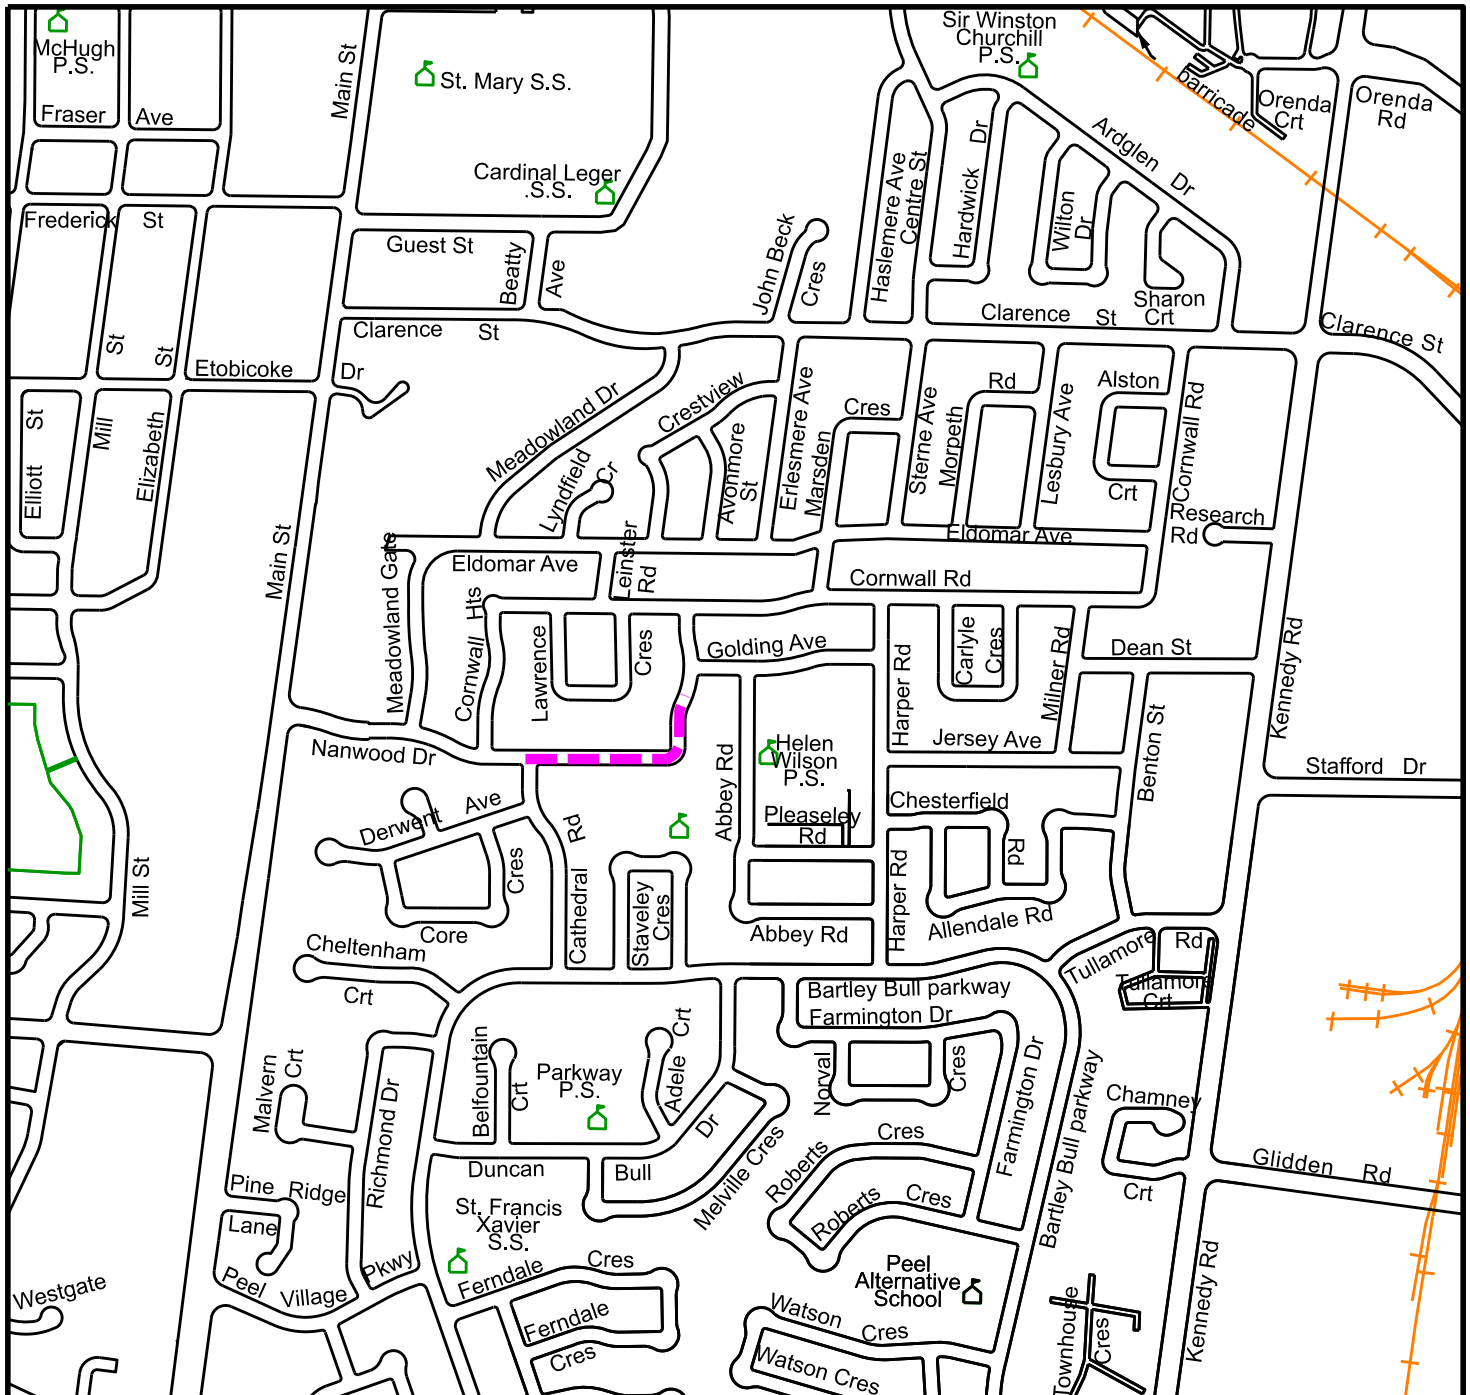 McHugh
P.S.
Fraser
Ave
Main St
St. Mary S.S.
Cardinal Leger
.S.S.
Sir Winston
Churchill
P.S.
barricade
Orenda
Crt
Orenda
Rd
Ardglen
Dr
Haslemere Ave
Centre St
Hardwick
Dr
Wilton
Dr
Sharon
Crt
Frederick
St
Guest St
Beatty
Ave
John Beck
Cres
Clarence
St
Clarence
St
Clarence St
St
St
Etobicoke
Dr
Elliott
St
Mill
Elizabeth
Meadowland Dr
Crestview
Lyndfield
Cr
Avonmore
St
Erlesmere Ave
Marsden
Cres
Sterne Ave
Morpeth
Rd
Lesbury Ave
Alston
Crt
Cornwall Rd
Research
Rd
Main St
Meadowland Gate
Eldomar Ave
Leinster
Rd
Eldomar Ave
Cornwall Rd
Cornwall
Hts
Lawrence
Cres
Golding Ave
Harper Rd
Carlyle
Cres
Milner Rd
Dean St
Kennedy Rd
Nanwood Dr
Abbey Rd
Helen
Wilson
P.S.
Jersey Ave
Benton St
Stafford
Dr
Derwent
Ave
Cres
Core
Rd
Cathedral
Pleaseley
Rd
Chesterfield
Rd
Mill St
Staveley
Cres
Abbey Rd
Harper Rd
Allendale Rd
Cheltenham
Crt
Tullamore
Rd
Tullamore
Crt
Bartley Bull parkway
Farmington Dr
Malvern
Crt
Richmond Dr
Belfountain
Crt
Parkway
P.S.
Adele
Crt
Norval
Cres
Farmington Dr
Bartley Bull parkway
Chamney
Crt
Duncan
Bull
Dr
Melville Cres
Roberts
Cres
Roberts
Cres
Glidden
Rd
Pine
Ridge
Lane
St. Francis
Xavier
S.S.
Peel
Village
Pkwy
Ferndale
Cres
Ferndale
Cres
Peel
Alternative
School
Watson
Cres
Watson Cres
Townhouse
Cres
Kennedy Rd
Westgate